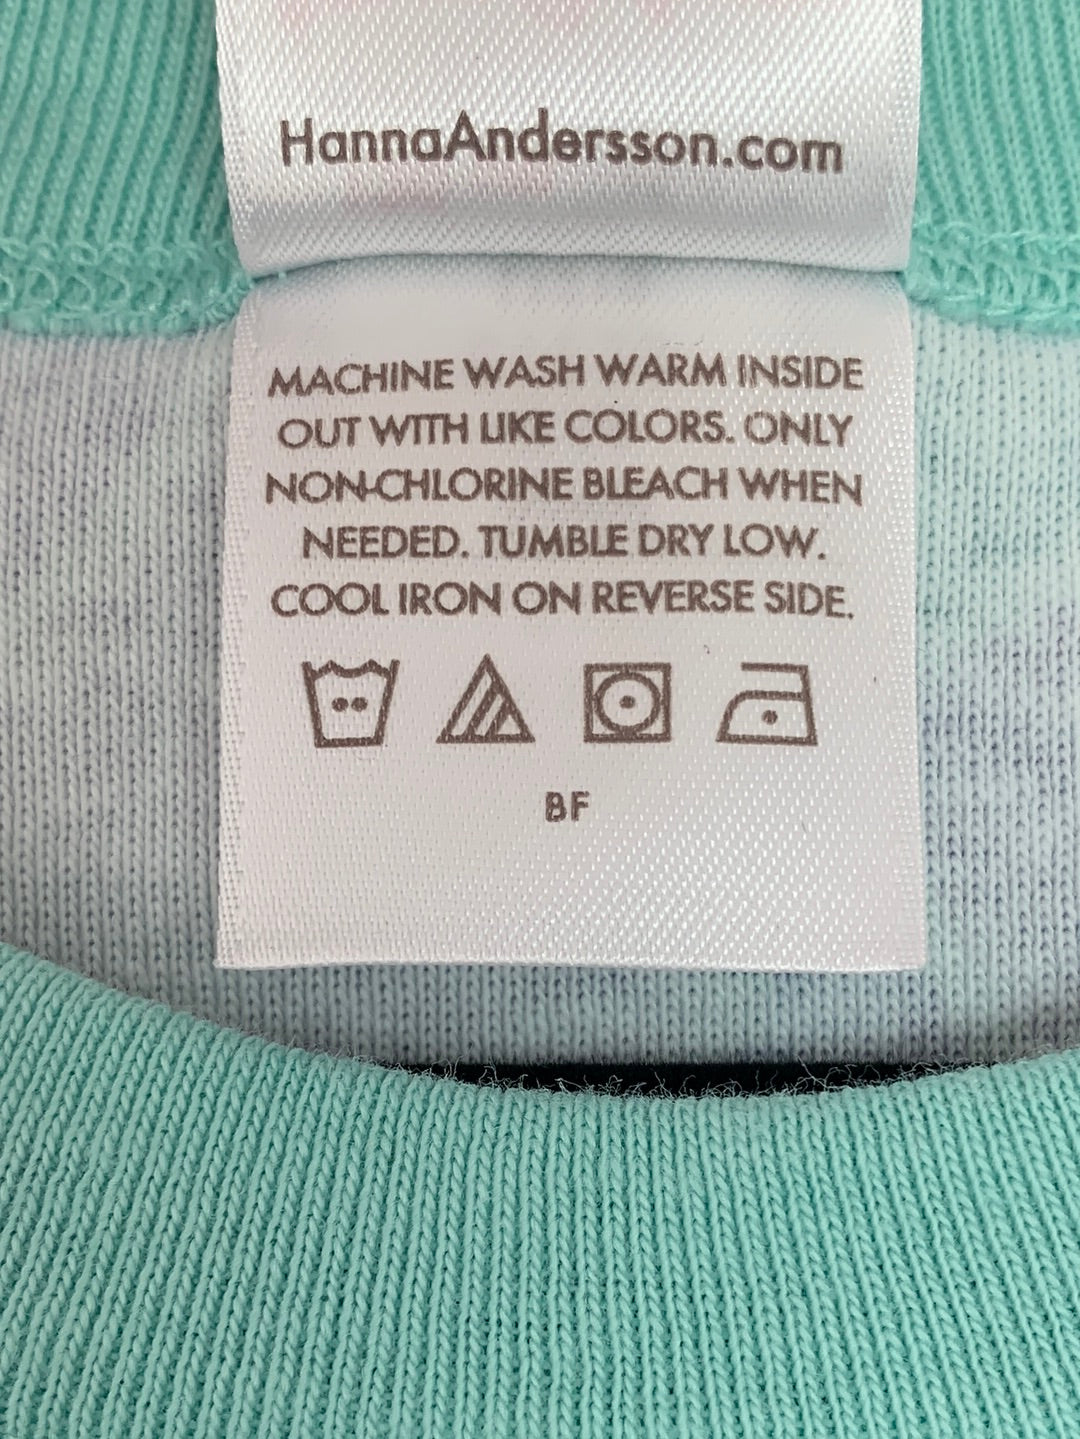 HannaAndersson.com
MACHINE WASH WARM INSIDE
OUT WITH LIKE COLORS. ONLY
NON-CHLORINE BLEACH WHEN
NEEDED. TUMBLE DRY LOW.
COOL IRON ON REVERSE SIDE.
BF